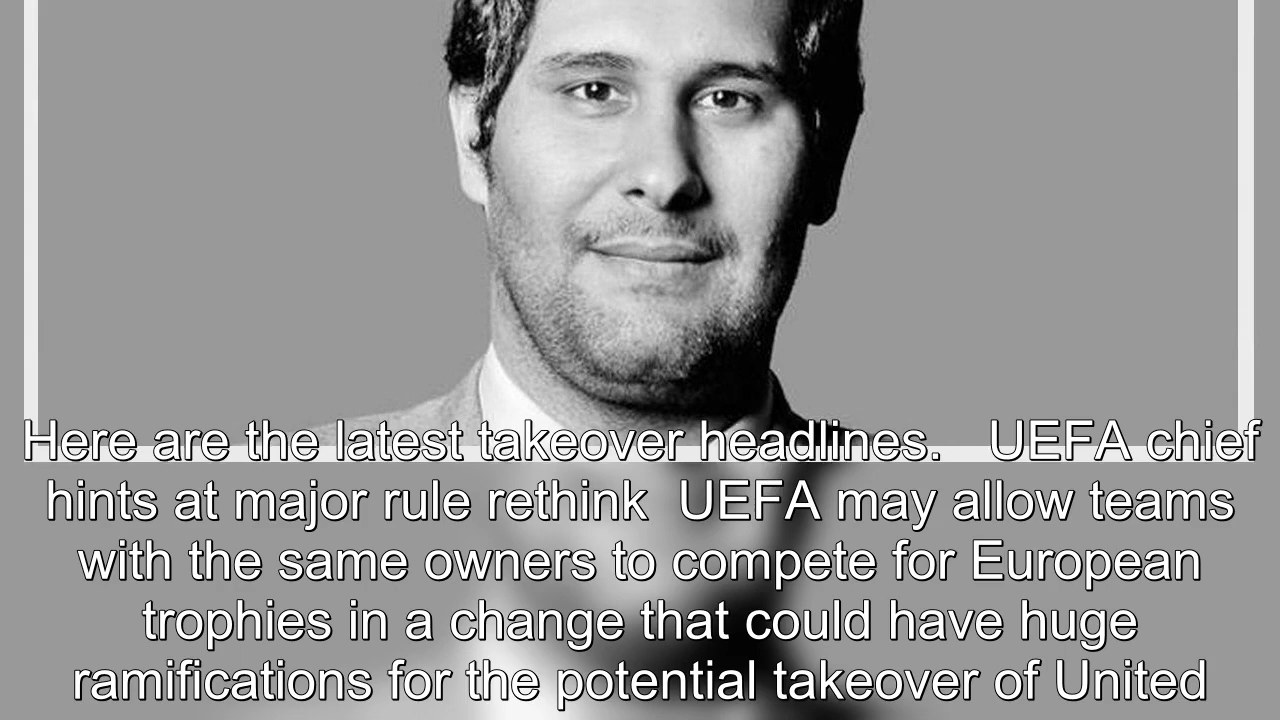 Here are the latest takeover headlines.   UEFA chief
hints at major rule rethink  UEFA may allow teams
with the same owners to compete for European
trophies in a change that could have huge
ramifications for the potential takeover of United